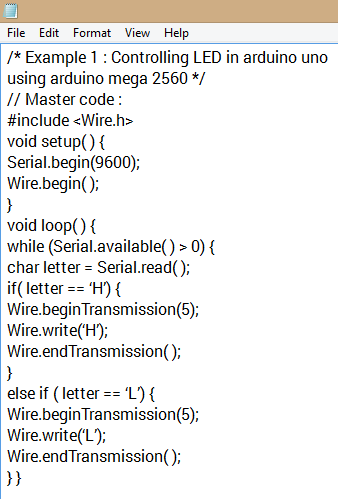 File Edit Format View Help
/* Example 1 : Controlling LED in arduino uno
using arduino mega 2560 */
// Master code :
#include <Wire.h>
void setup( ) {
Serial.begin(9600);
Wire.begin( );
}
void loop( ) {
while (Serial.available( ) > 0) {
char letter = Serial.read( );
if( letter == ‘H’) {
Wire.beginTransmission(5);
Wire.write(‘H’);
Wire.endTransmission( );
}
else if ( letter == ‘L’) {
Wire.beginTransmission(5);
Wire.write(‘L’);
Wire.endTransmission( );
} }